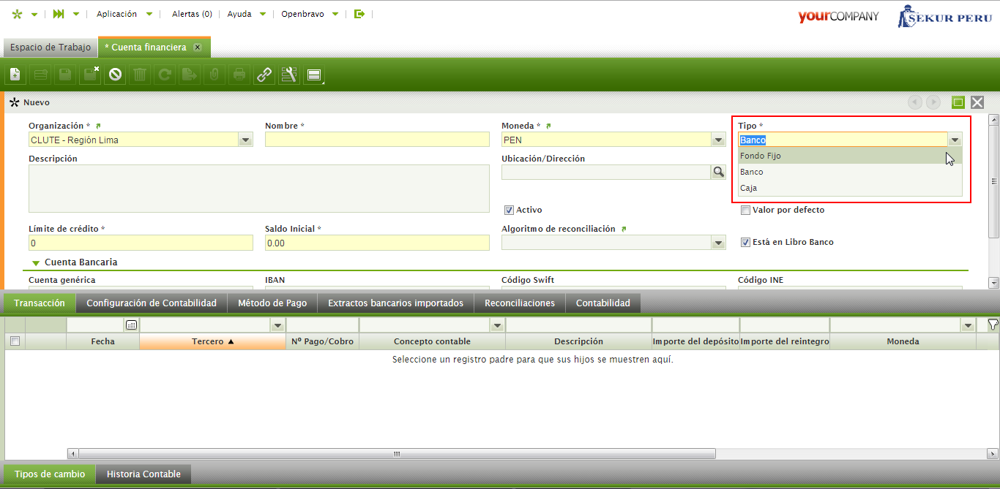 Aplicación Alertas (0) Ayuda Openbravo
yourCOMPANY SEKUR PERU
Espacio de Trabajo * Cuenta financiera
Nuevo
Organización * Nombre * Moneda * Tipo *
CLUTE - Región Lima PEN Banco
Descripción Ubicación/Dirección Fondo Fijo
Banco
Caja
Activo Valor por defecto
Límite de crédito * Saldo Inicial * Algoritmo de reconciliación
0 0.00 Está en Libro Banco
Cuenta Bancaria
Cuenta genérica IBAN Código Swift Código INE
Transacción Configuración de Contabilidad Método de Pago Extractos bancarios importados Reconciliaciones Contabilidad
Fecha Tercero Nº Pago/Cobro Concepto contable Descripción Importe del depósito Importe del reintegro Moneda
Seleccione un registro padre para que sus hijos se muestren aquí.
Tipos de cambio Historia Contable